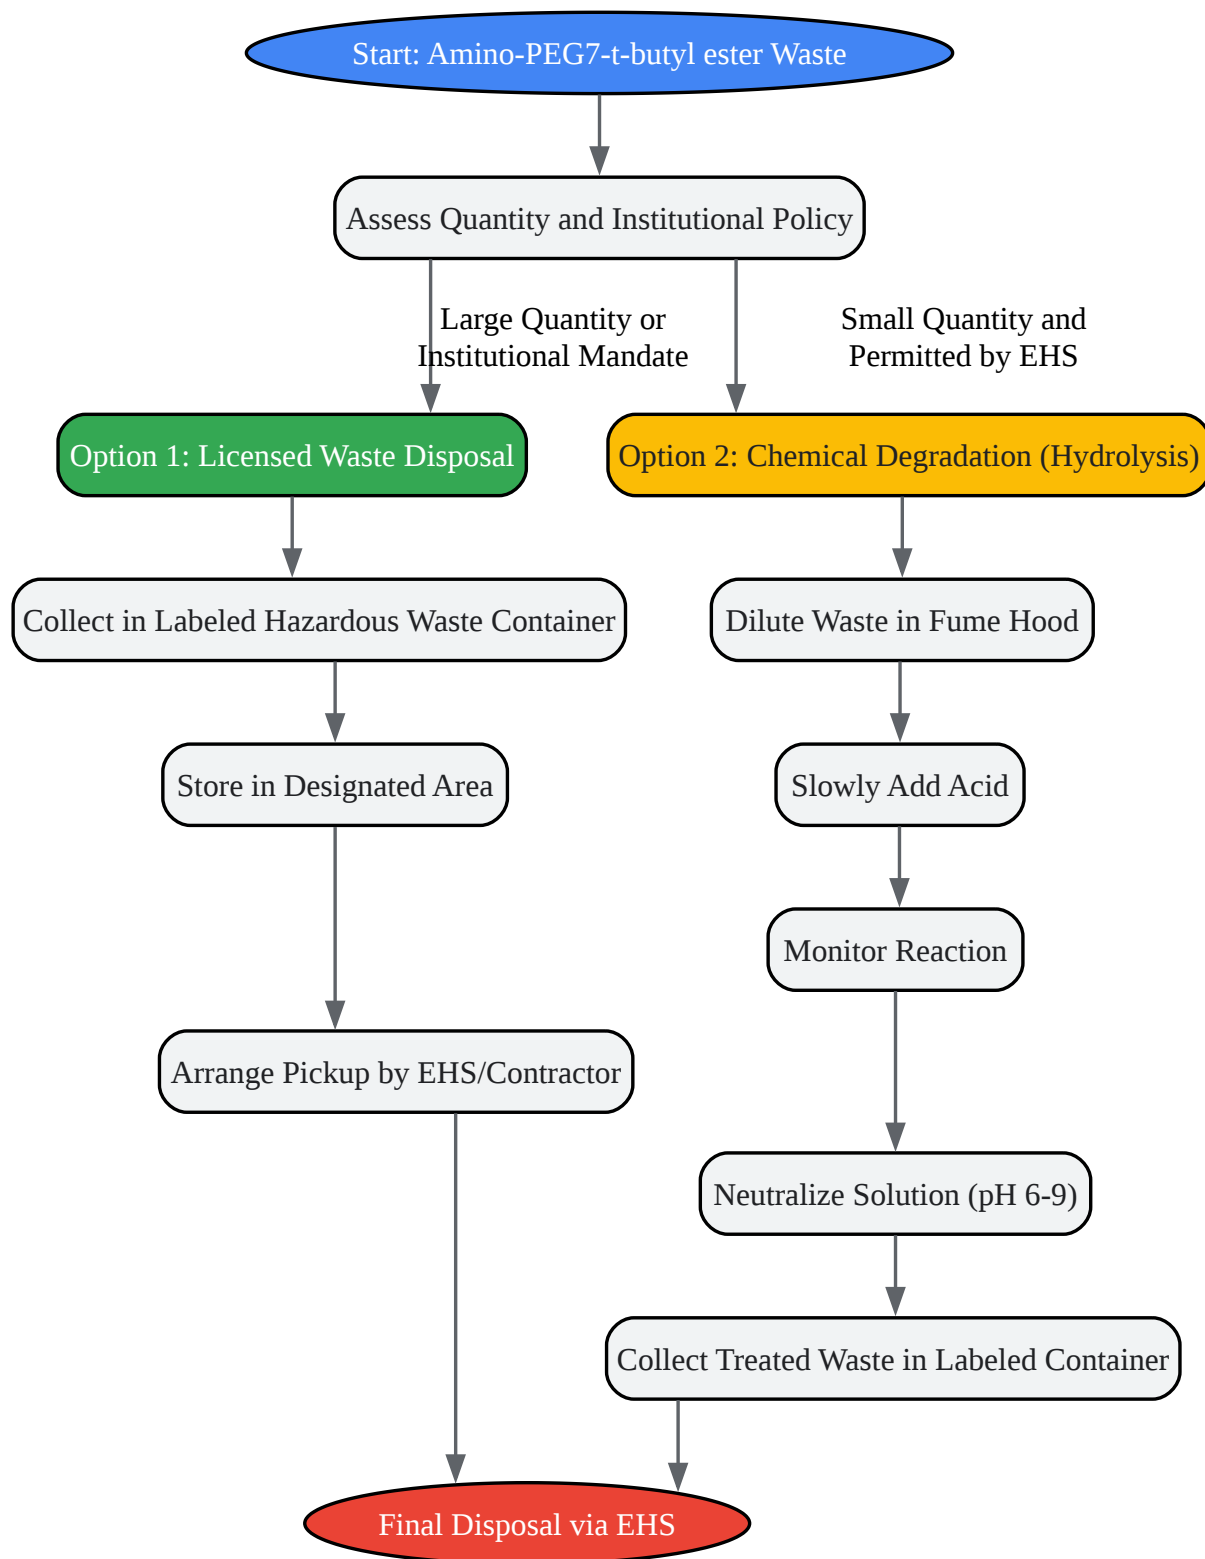 Start: Amino-PEG7-t-butyl ester Waste
Assess Quantity and Institutional Policy
Large Quantity or
Institutional Mandate
Small Quantity and
Permitted by EHS
Option 1: Licensed Waste Disposal
Option 2: Chemical Degradation (Hydrolysis)
Collect in Labeled Hazardous Waste Container
Dilute Waste in Fume Hood
Store in Designated Area
Slowly Add Acid
Monitor Reaction
Arrange Pickup by EHS/Contractor
Neutralize Solution (pH 6-9)
Collect Treated Waste in Labeled Container
Final Disposal via EHS